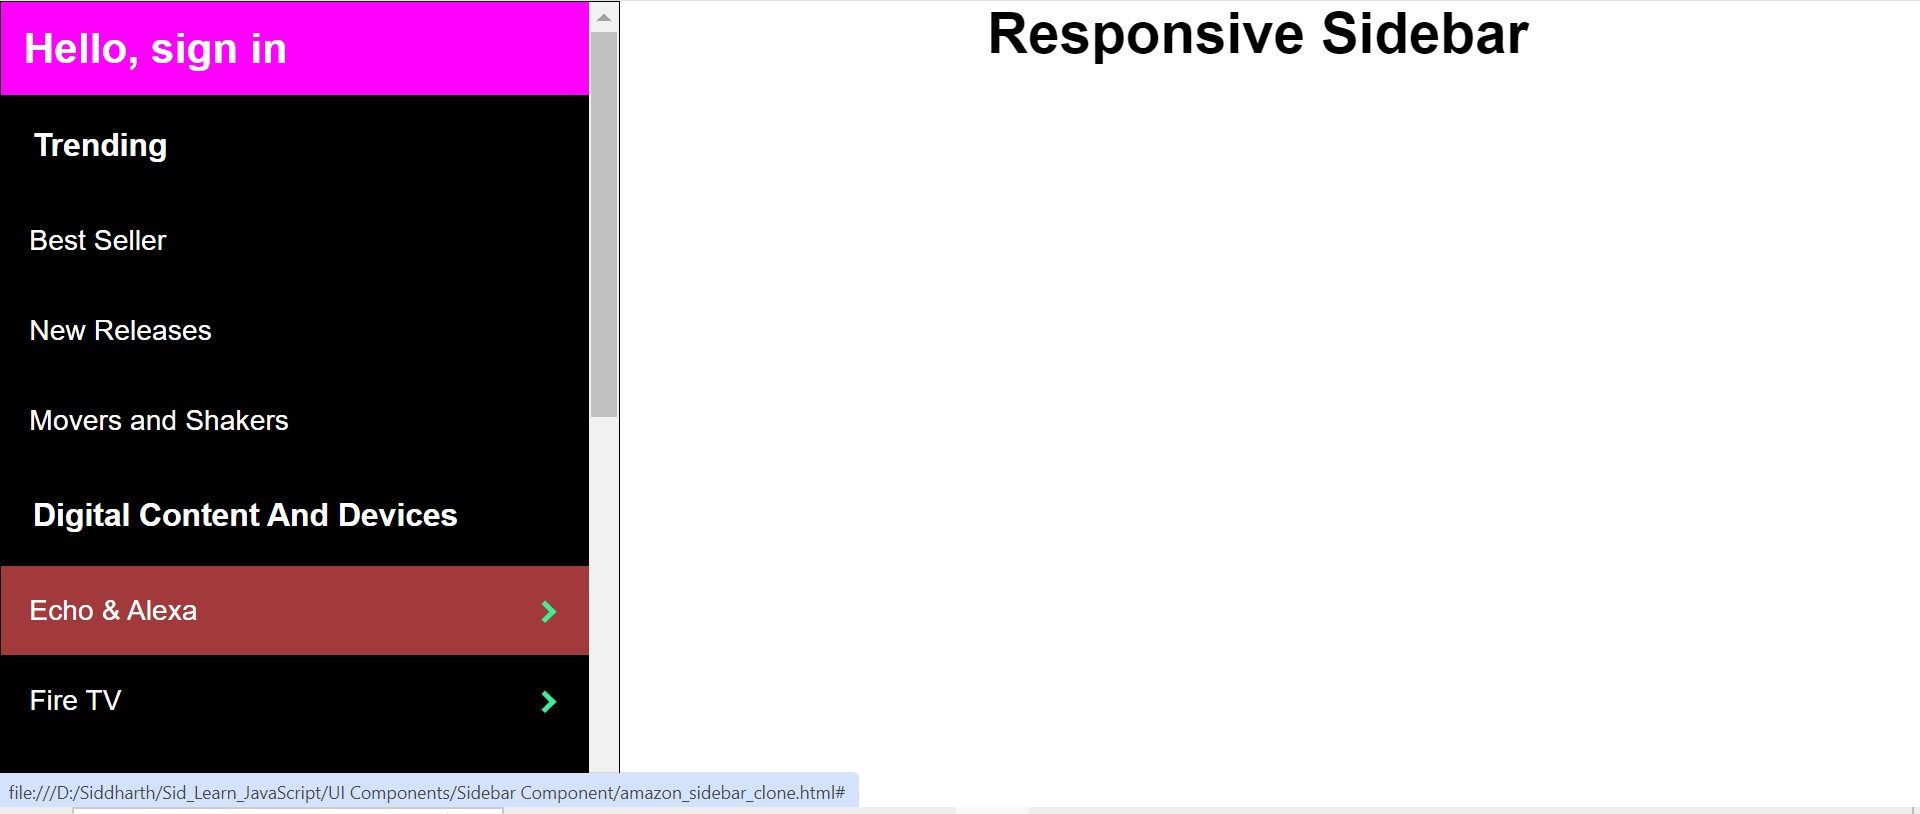 Hello, sign in
Responsive Sidebar
Trending
Best Seller
New Releases
Movers and Shakers
Digital Content And Devices
Echo & Alexa
Fire TV
file:///D:/Siddharth/Sid_Learn_JavaScript/UI Components/Sidebar Component/amazon_sidebar_clone.html#